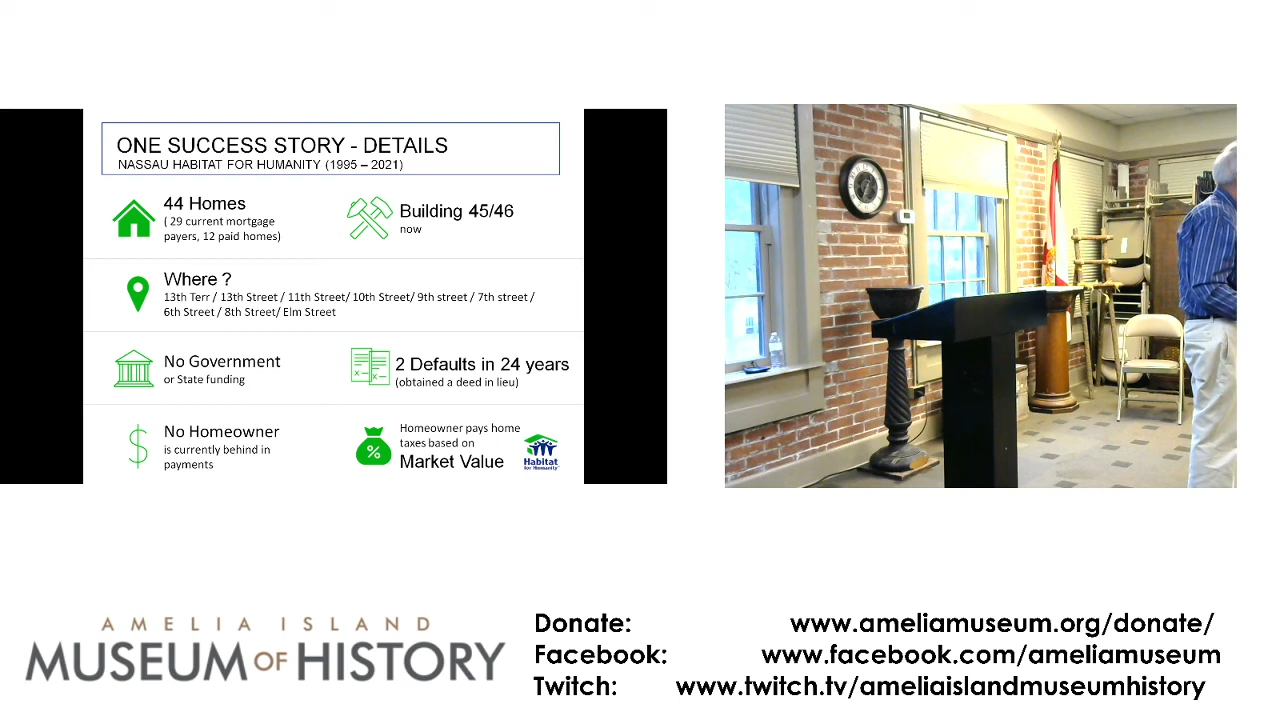 ONE SUCCESS STORY - DETAILS
NASSAU HABITAT FOR HUMANITY (1995 – 2021)
44 Homes
( 29 current mortgage
payers, 12 paid homes)
Building 45/46
now
Where ?
13th Terr / 13th Street / 11th Street/ 10th Street/ 9th street / 7th street /
6th Street / 8th Street/ Elm Street
No Government
or State funding
2 Defaults in 24 years
(obtained a deed in lieu)
No Homeowner
is currently behind in
payments
Homeowner pays home
taxes based on
Market Value
%
Habitat
for Humanity
AMELIA ISLAND
MUSEUM OF HISTORY
Donate: www.ameliamuseum.org/donate/
Facebook: www.facebook.com/ameliamuseum
Twitch: www.twitch.tv/ameliaislandmuseumhistory